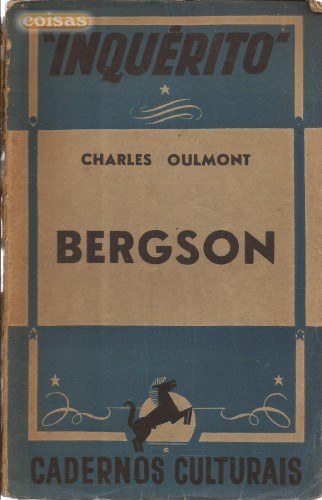 coisas
"INQUÉRITO"
CHARLES OULMONT
BERGSON
CADERNOS CULTURAIS